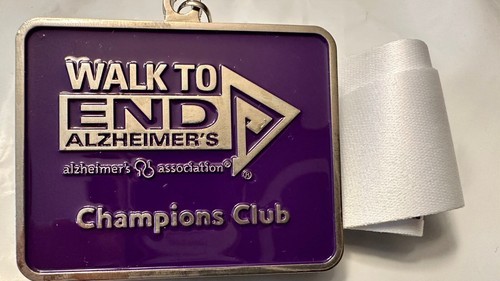 WALK TO
END
ALZHEIMER'S
alzheimer's association®
®
Champions Club